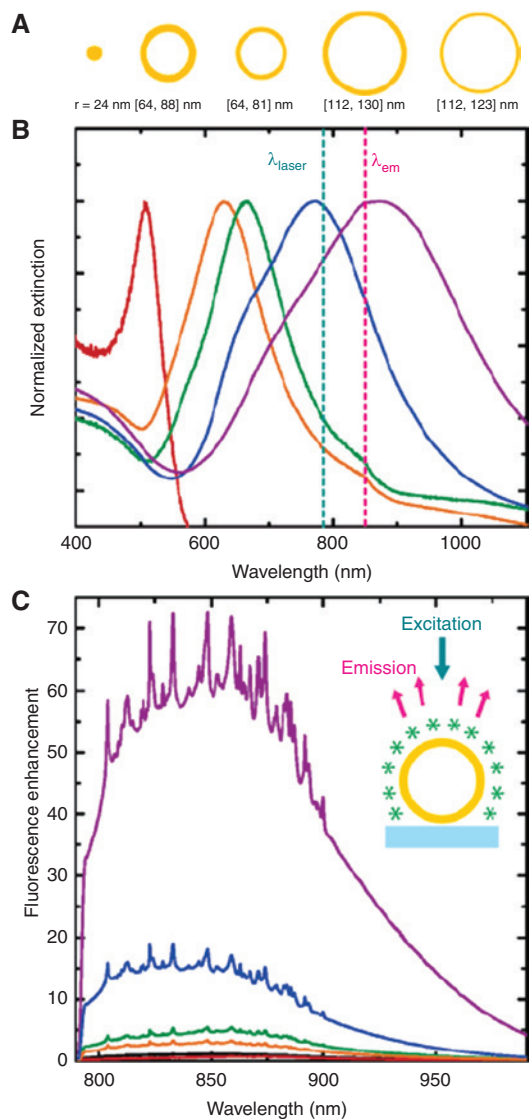 A
r = 24 nm [64, 88] nm [64, 81] nm [112, 130] nm [112, 123] nm
B
λlaser λem
Normalized extinction
400 600 800 1000
Wavelength (nm)
C
70
60
50
40
30
20
10
0
Fluorescence enhancement
Excitation
Emission
800 850 900 950
Wavelength (nm)